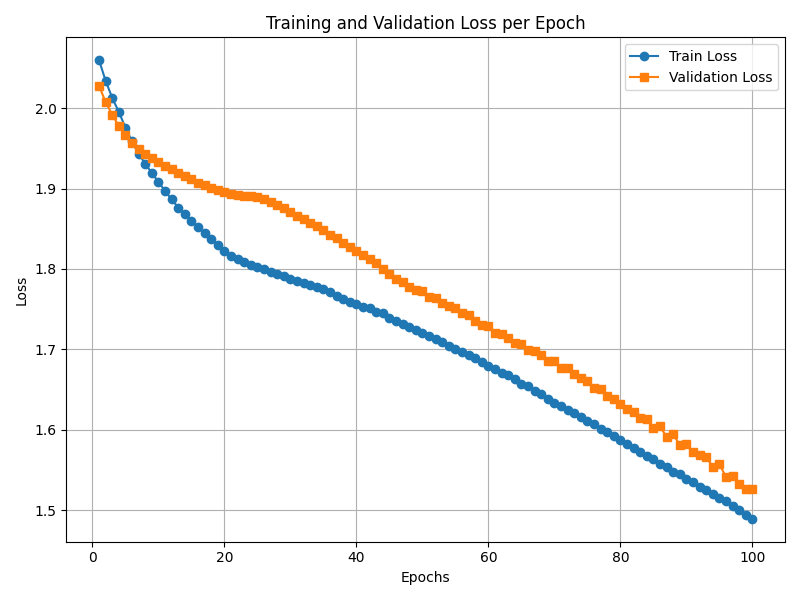 Training and Validation Loss per Epoch
Train Loss
Validation Loss
Loss
2.0
1.9
1.8
1.7
1.6
1.5
0 20 40 60 80 100
Epochs